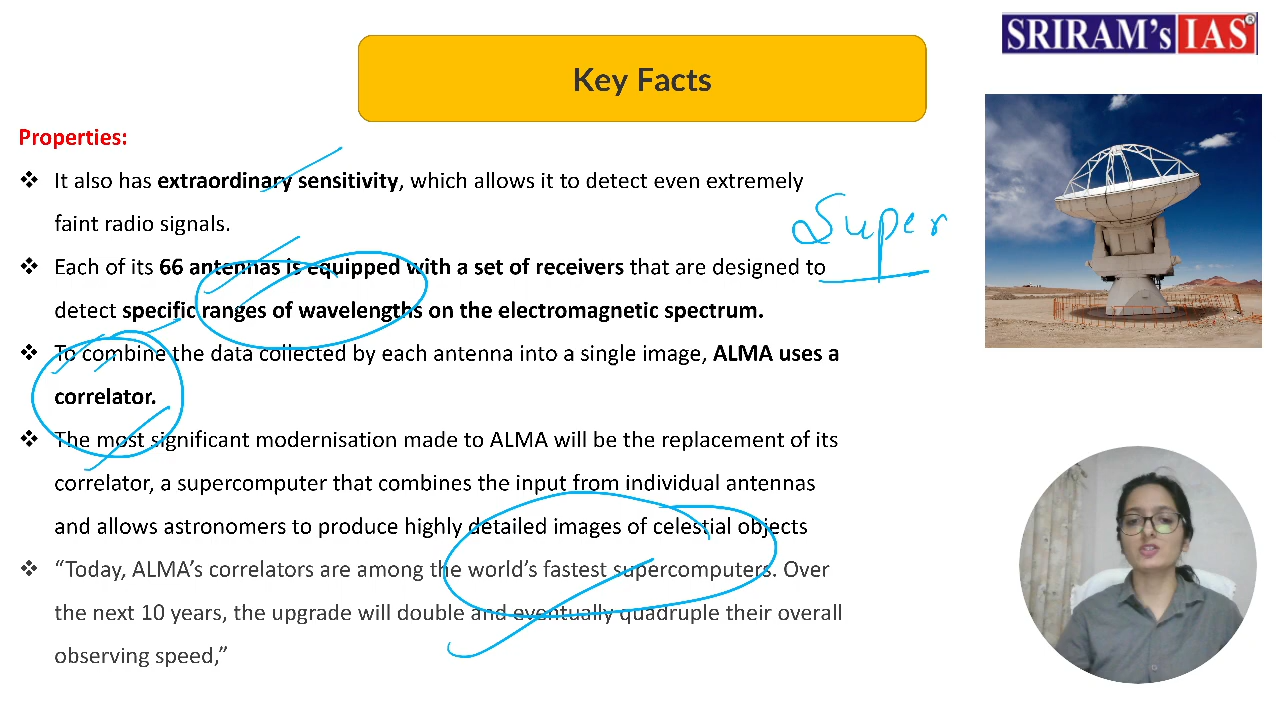 SRIRAM's IAS®
Key Facts
Properties:
❖ It also has extraordinary sensitivity, which allows it to detect even extremely
faint radio signals.
Super
❖ Each of its 66 antennas is equipped with a set of receivers that are designed to
detect specific ranges of wavelengths on the electromagnetic spectrum.
❖ To combine the data collected by each antenna into a single image, ALMA uses a
correlator.
❖ The most significant modernisation made to ALMA will be the replacement of its
correlator, a supercomputer that combines the input from individual antennas
and allows astronomers to produce highly detailed images of celestial objects
❖ “Today, ALMA’s correlators are among the world’s fastest supercomputers. Over
the next 10 years, the upgrade will double and eventually quadruple their overall
observing speed,”